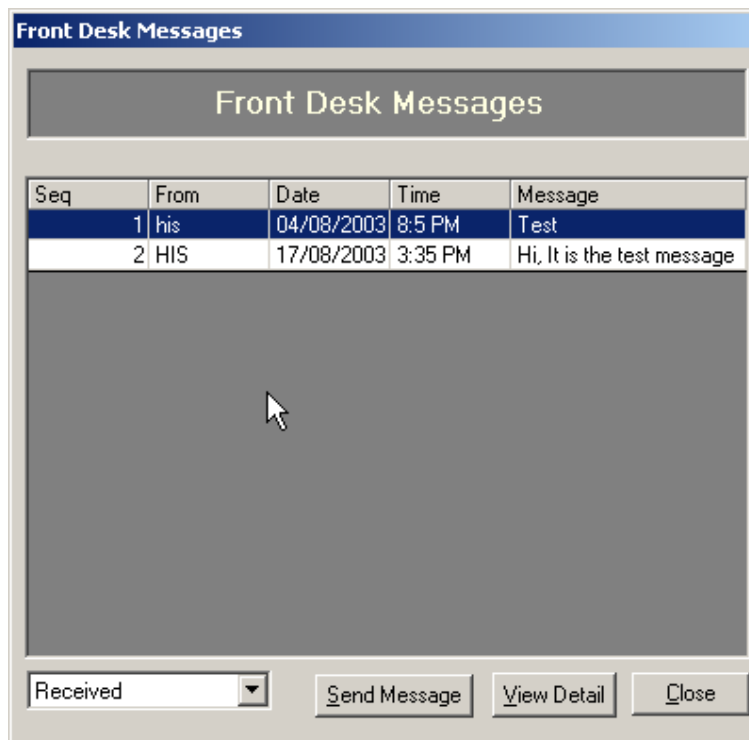 Front Desk Messages
Front Desk Messages
Seq From Date Time Message
1 his 04/08/2003 8:5 PM Test
2 HIS 17/08/2003 3:35 PM Hi, It is the test message
Received Send Message View Detail Close